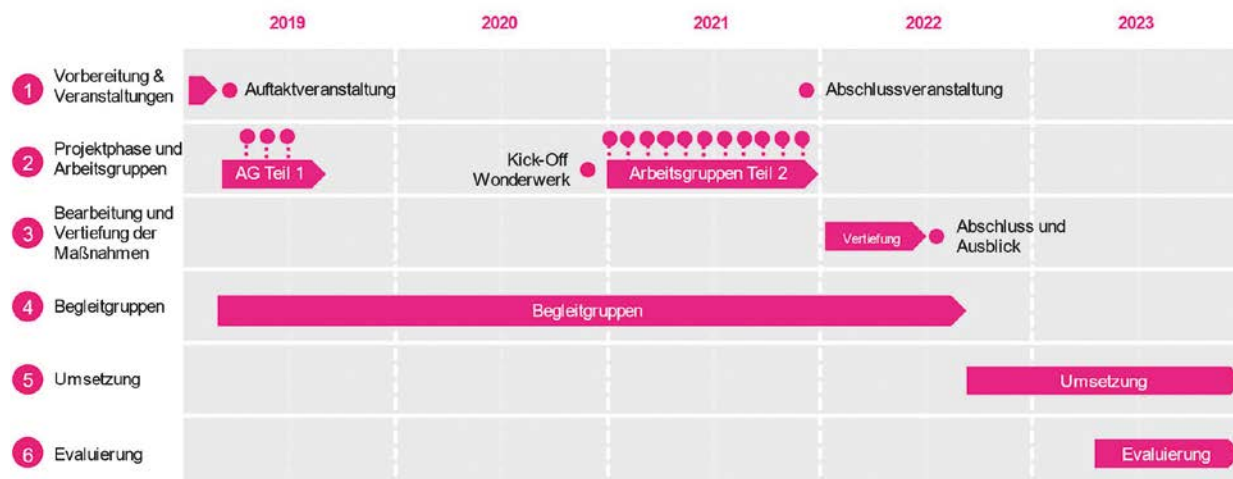 2019 2020 2021 2022 2023
1 Vorbereitung &
Veranstaltungen
Auftaktveranstaltung
Abschlussveranstaltung
2 Projektphase und
Arbeitsgruppen
AG Teil 1
Kick-Off
Wonderwerk
Arbeitsgruppen Teil 2
3 Bearbeitung und
Vertiefung der
Maßnahmen
Vertiefung
Abschluss und
Ausblick
4 Begleitgruppen
Begleitgruppen
5 Umsetzung
Umsetzung
6 Evaluierung
Evaluierung